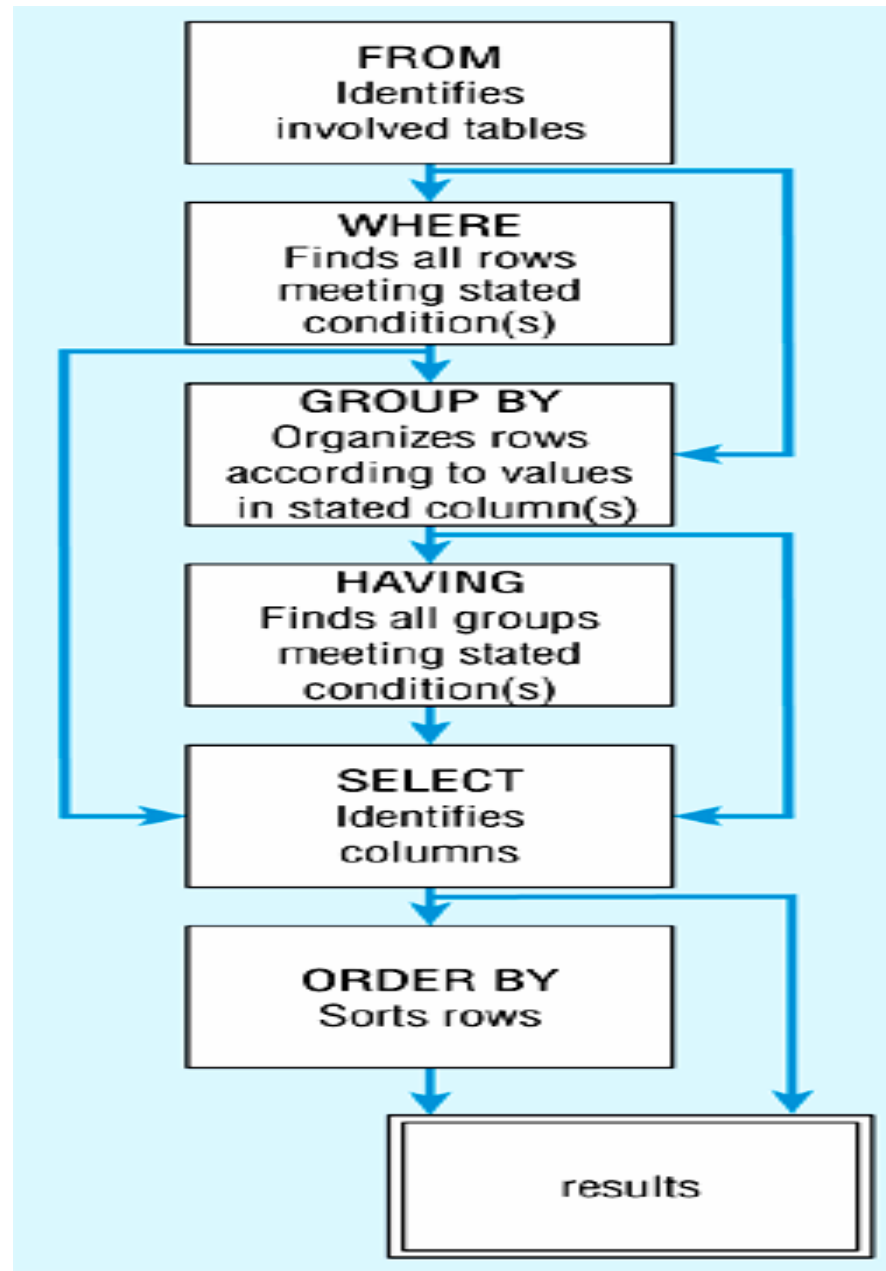 FROM
Identifies
involved tables
WHERE
Finds all rows
meeting stated
condition(s)
GROUP BY
Organizes rows
according to values
in stated column(s)
HAVING
Finds all groups
meeting stated
condition(s)
SELECT
Identifies
columns
ORDER BY
Sorts rows
results